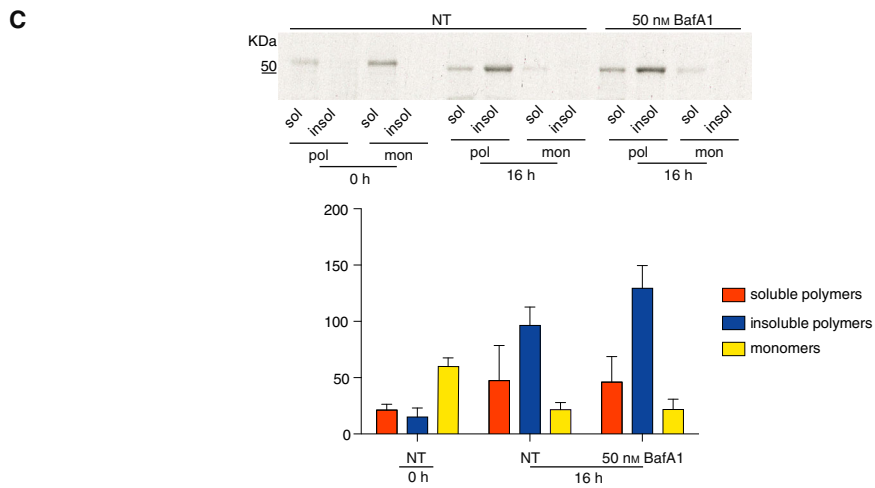 C
NT 50 nM BafA1
KDa
50
sol insol sol insol sol insol sol insol sol insol sol insol
pol mon pol mon pol mon
0 h 16 h 16 h
200
150
100
50
0
soluble polymers
insoluble polymers
monomers
NT NT 50 nM BafA1
0 h 16 h